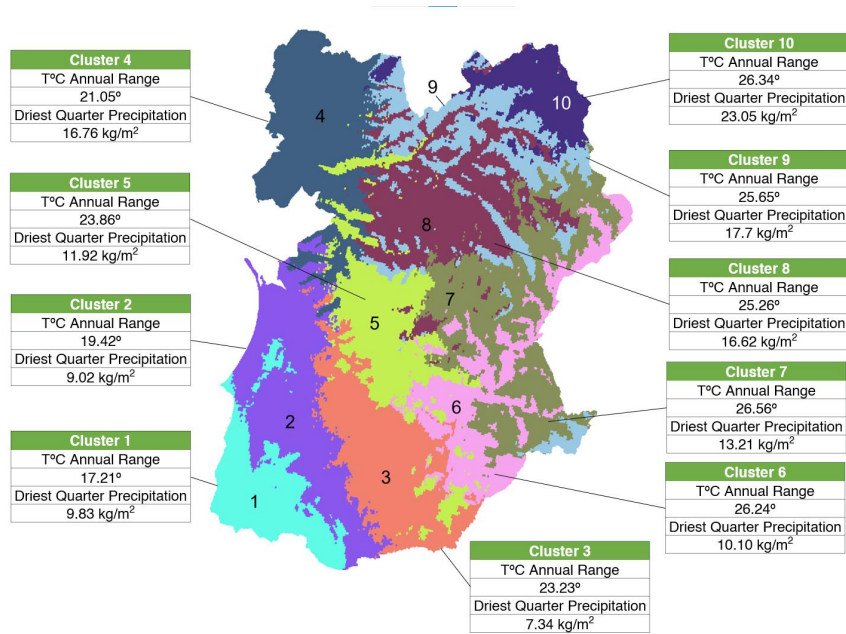 Cluster 4
TºC Annual Range
21.05º
Driest Quarter Precipitation
16.76 kg/m²
Cluster 5
TºC Annual Range
23.86º
Driest Quarter Precipitation
11.92 kg/m²
Cluster 2
TºC Annual Range
19.42º
Driest Quarter Precipitation
9.02 kg/m²
Cluster 1
TºC Annual Range
17.21º
Driest Quarter Precipitation
9.83 kg/m²
9
4
10
8
7
5
6
2
3
1
Cluster 10
TºC Annual Range
26.34º
Driest Quarter Precipitation
23.05 kg/m²
Cluster 9
TºC Annual Range
25.65º
Driest Quarter Precipitation
17.7 kg/m²
Cluster 8
TºC Annual Range
25.26º
Driest Quarter Precipitation
16.62 kg/m²
Cluster 7
TºC Annual Range
26.56º
Driest Quarter Precipitation
13.21 kg/m²
Cluster 6
TºC Annual Range
26.24º
Driest Quarter Precipitation
10.10 kg/m²
Cluster 3
TºC Annual Range
23.23º
Driest Quarter Precipitation
7.34 kg/m²